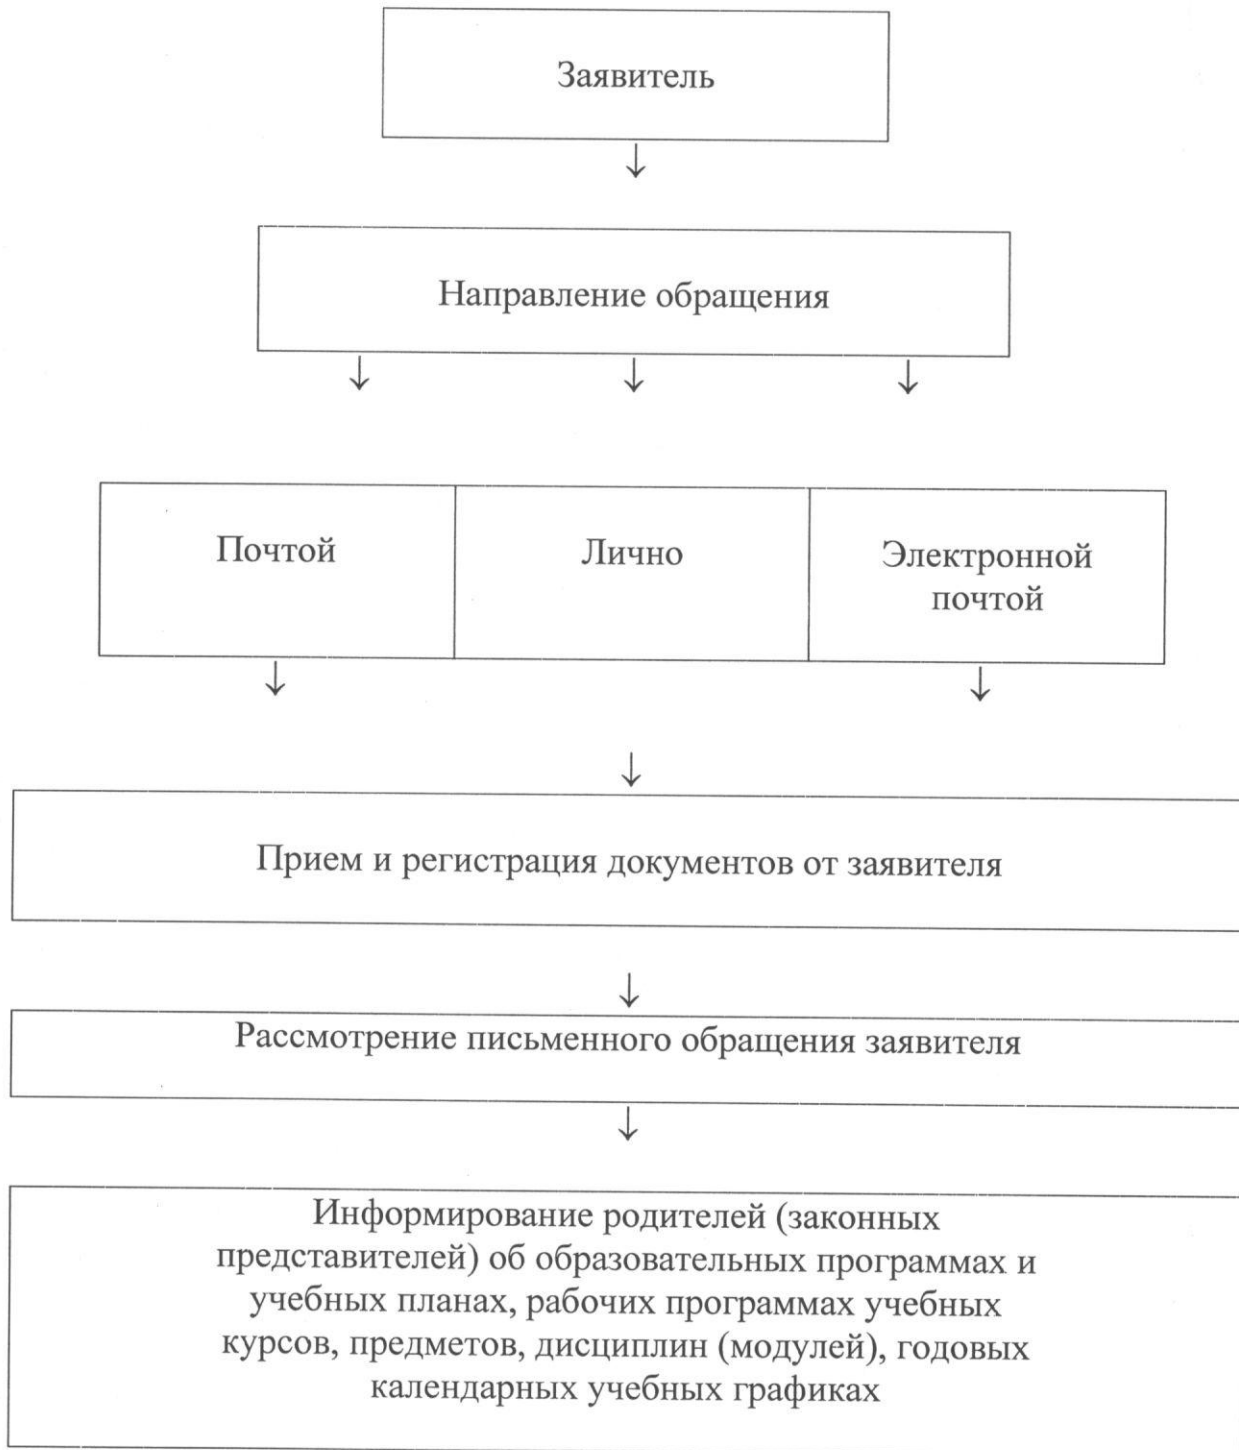 Заявитель
Направление обращения
Почтой
Лично
Электронной
почтой
Прием и регистрация документов от заявителя
Рассмотрение письменного обращения заявителя
Информирование родителей (законных
представителей) об образовательных программах и
учебных планах, рабочих программах учебных
курсов, предметов, дисциплин (модулей), годовых
календарных учебных графиках